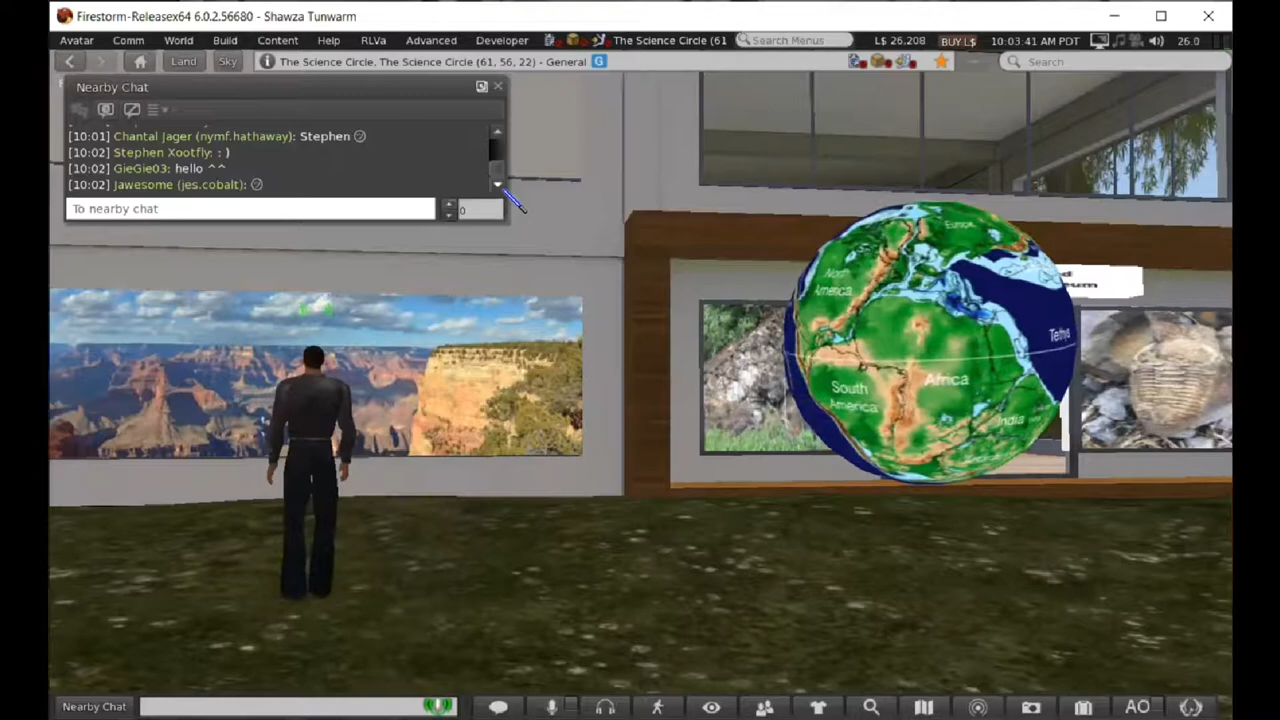 Firestorm-Releasex64 6.0.2.56680 - Shawza Tunwarm
Avatar Comm World Build Content Help RLVa Advanced Developer The Science Circle (61 Search Menus L$ 26,208 BUY L$ 10:03:41 AM PDT 26.0
Land Sky The Science Circle, The Science Circle (61, 56, 22) - General G Search
Nearby Chat
[10:01] Chantal Jager (nymf.hathaway): Stephen
[10:02] Stephen Xootfly: : )
[10:02] GieGie03: hello ^^
[10:02] Jawesome (jes.cobalt):
To nearby chat 0
Europe
North
America
Tethys
South
America
Africa
India
Nearby Chat AO